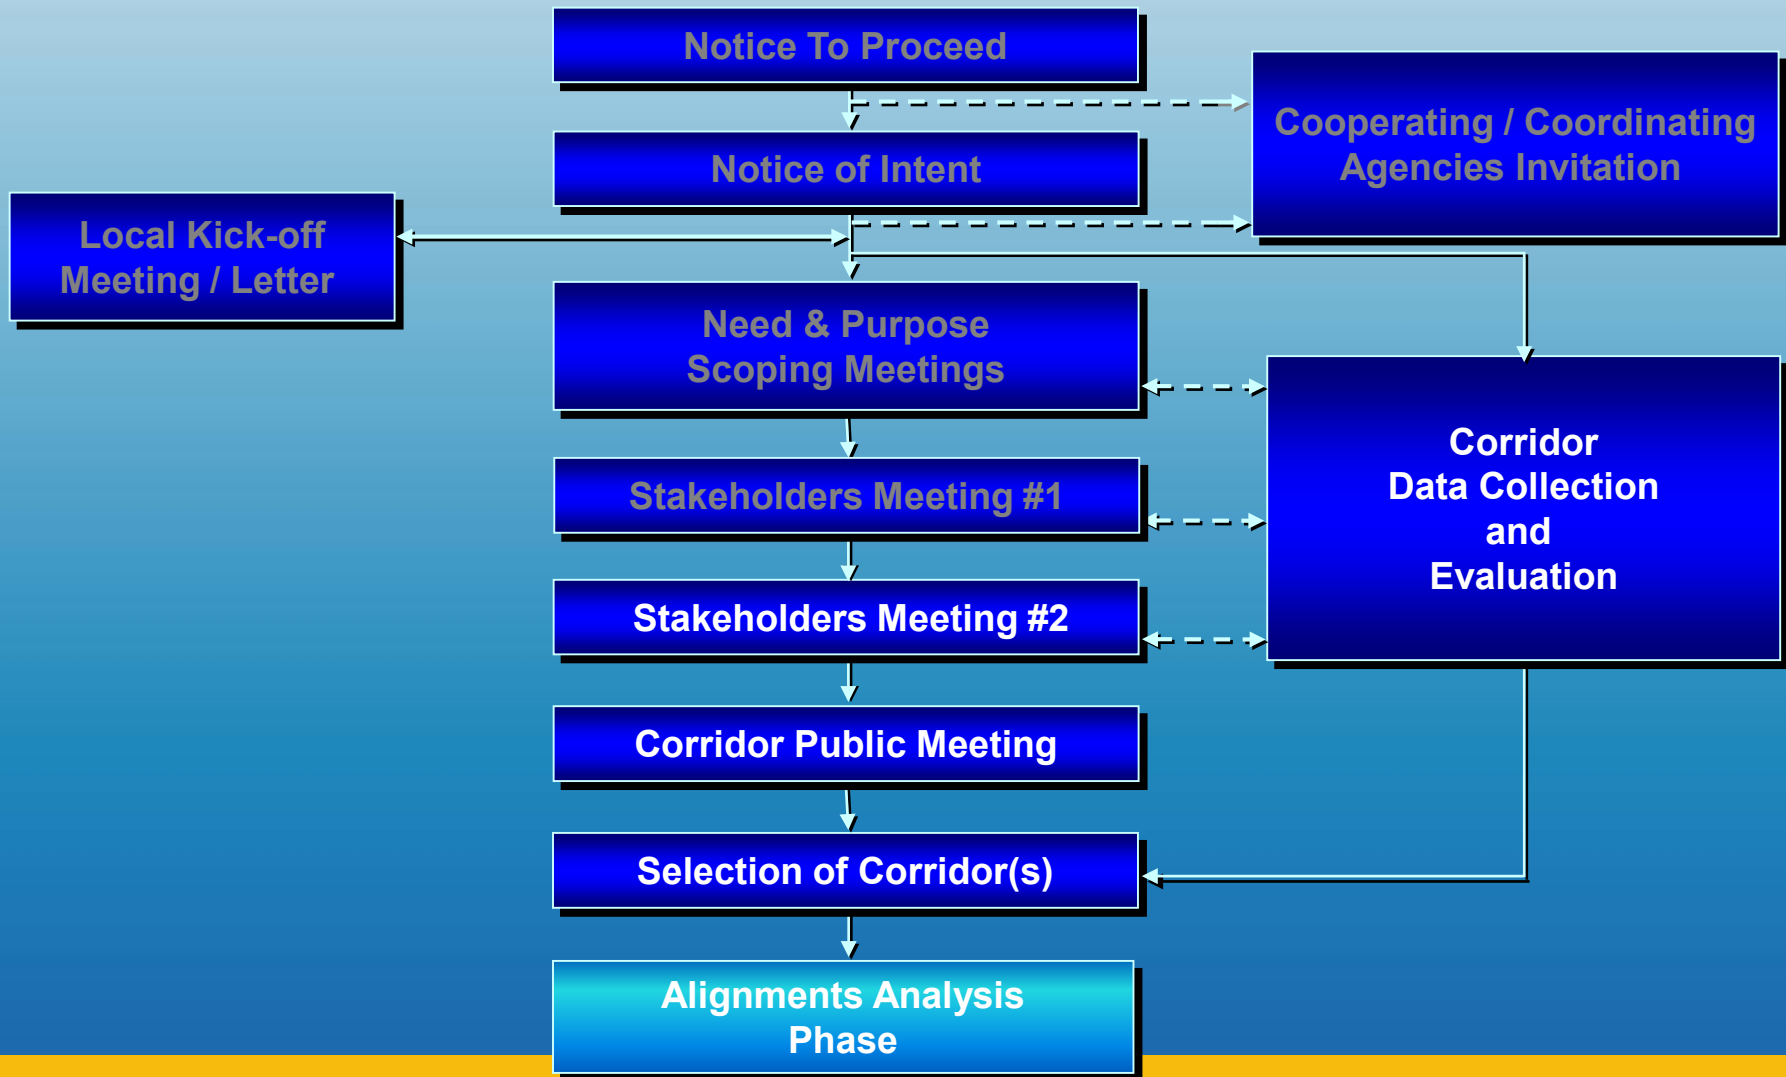 Notice To Proceed
Cooperating / Coordinating
Agencies Invitation
Notice of Intent
Local Kick-off
Meeting / Letter
Need & Purpose
Scoping Meetings
Corridor
Data Collection
and
Evaluation
Stakeholders Meeting #1
Stakeholders Meeting #2
Corridor Public Meeting
Selection of Corridor(s)
Alignments Analysis
Phase